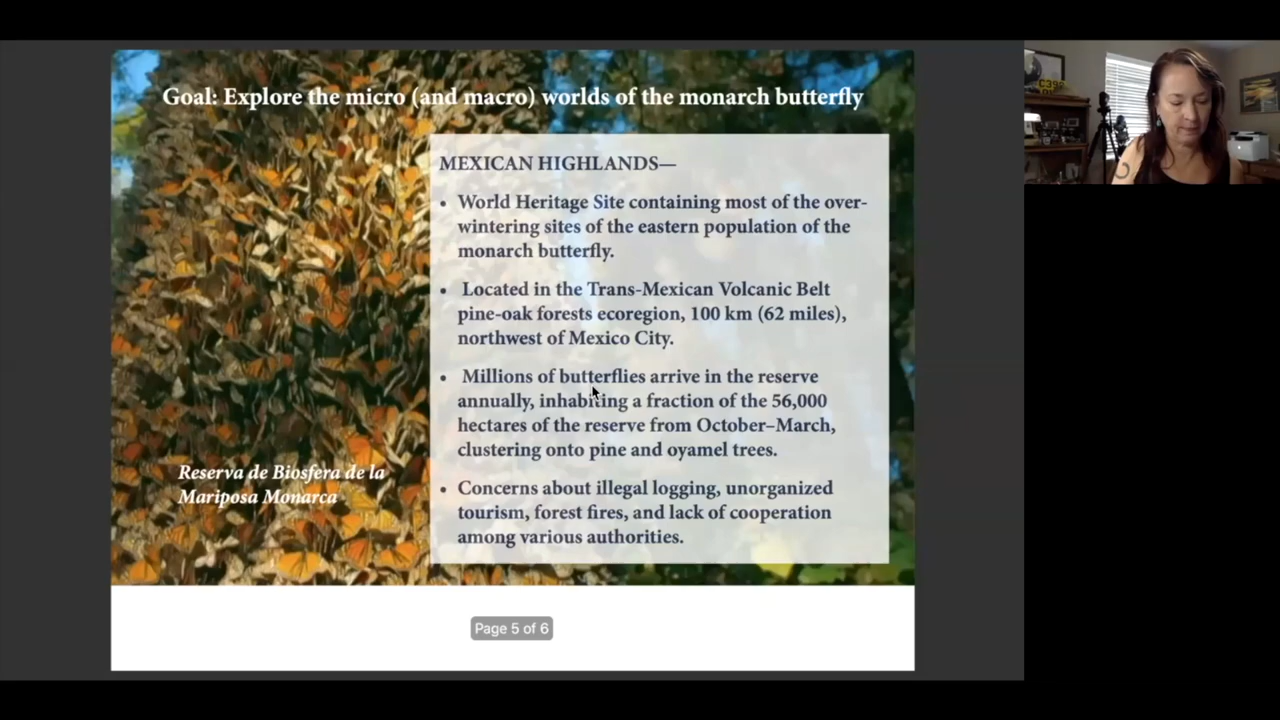 Goal: Explore the micro (and macro) worlds of the monarch butterfly
MEXICAN HIGHLANDS—
• World Heritage Site containing most of the over-
wintering sites of the eastern population of the
monarch butterfly.
• Located in the Trans-Mexican Volcanic Belt
pine-oak forests ecoregion, 100 km (62 miles),
northwest of Mexico City.
• Millions of butterflies arrive in the reserve
annually, inhabiting a fraction of the 56,000
hectares of the reserve from October–March,
clustering onto pine and oyamel trees.
• Concerns about illegal logging, unorganized
tourism, forest fires, and lack of cooperation
among various authorities.
Reserva de Biosfera de la
Mariposa Monarca
Page 5 of 6